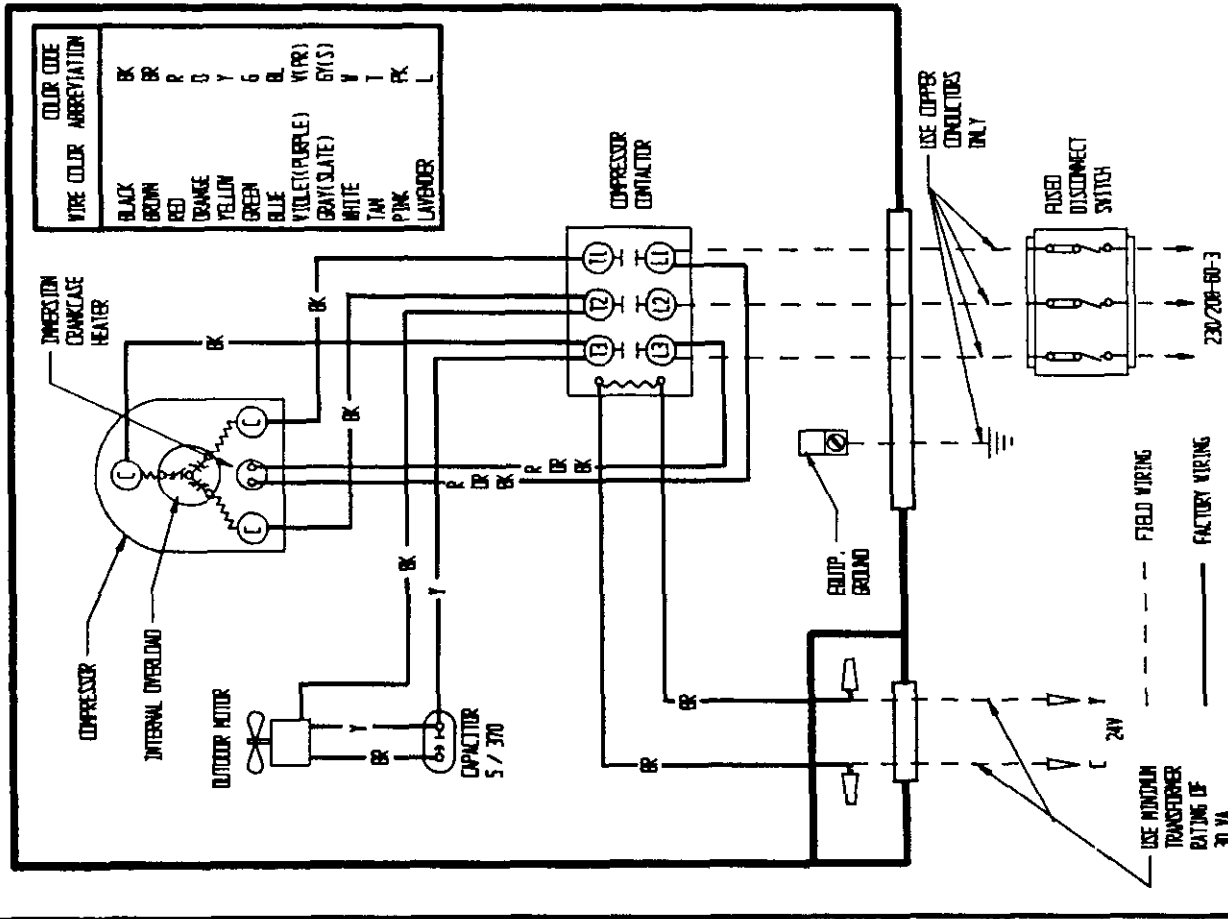 COLOR CODE
WIRE COLOR ABBREVIATION
BLACK BK
BROWN BR
RED R
ORANGE O
YELLOW Y
GREEN G
BLUE BL
VIOLET(PURPLE) V(PR)
GRAY(SLATE) GY(S)
WHITE W
TAN T
PINK PK
LAVENDER L
IMMERSION
CRANKCASE
HEATER
COMPRESSOR
INTERNAL OVERLOAD
C
C
C
BK
BK
BK
BK
R OR BK
R OR BK
OUTDOOR MOTOR
Y
BR
Y
CAPACITOR
5 / 370
COMPRESSOR
CONTACTOR
T1
T2
T3
L1
L2
L3
BR
BR
EQUIP.
GROUND
USE COPPER
CONDUCTORS
ONLY
FUSED
DISCONNECT
SWITCH
230/208-60-3
C
24V
Y
USE MINIMUM
TRANSFORMER
RATING OF
30 VA
FIELD WIRING
FACTORY WIRING